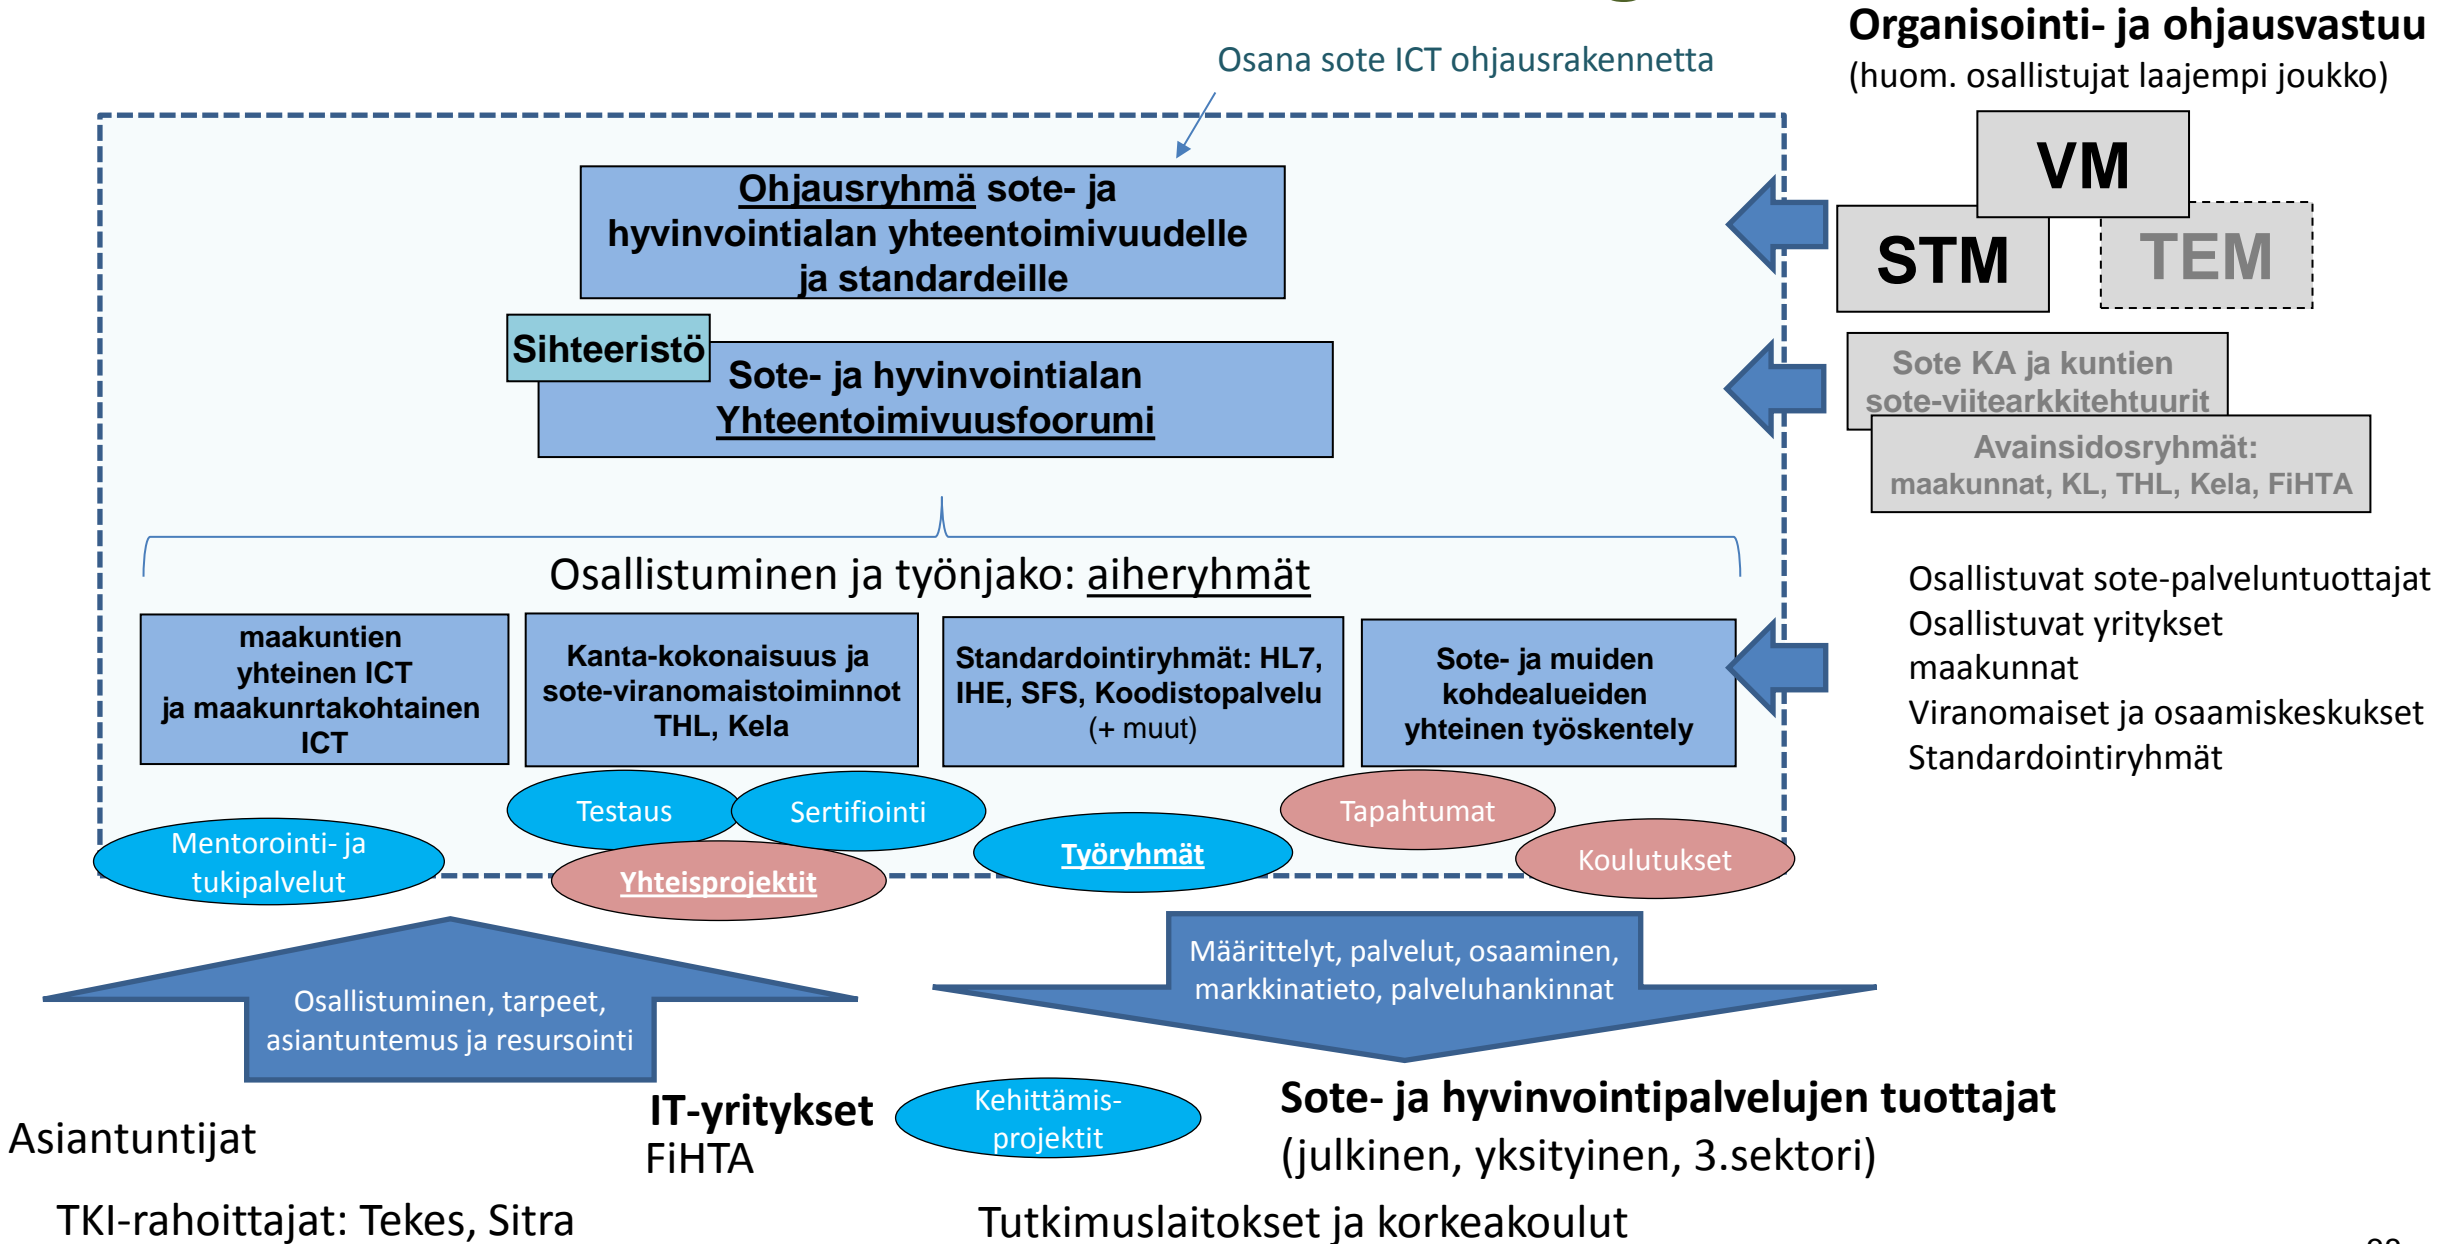 Organisointi- ja ohjausvastuu
(huom. osallistujat laajempi joukko)
Osana sote ICT ohjausrakennetta
VM
STM
TEM
Ohjausryhmä sote- ja
hyvinvointialan yhteentoimivuudelle
ja standardeille
Sihteeristö
Sote- ja hyvinvointialan
Yhteentoimivuusfoorumi
Sote KA ja kuntien
sote-viitearkkitehtuurit
Avainsidosryhmät:
maakunnat, KL, THL, Kela, FiHTA
Osallistuminen ja työnjako: aiheryhmät
maakuntien
yhteinen ICT
ja maakunrtakohtainen
ICT
Kanta-kokonaisuus ja
sote-viranomaistoiminnot
THL, Kela
Standardointiryhmät: HL7,
IHE, SFS, Koodistopalvelu
(+ muut)
Sote- ja muiden
kohdealueiden
yhteinen työskentely
Osallistuvat sote-palveluntuottajat
Osallistuvat yritykset
maakunnat
Viranomaiset ja osaamiskeskukset
Standardointiryhmät
Mentorointi- ja
tukipalvelut
Testaus
Sertifiointi
Yhteisprojektit
Työryhmät
Tapahtumat
Koulutukset
Osallistuminen, tarpeet,
asiantuntemus ja resursointi
Määrittelyt, palvelut, osaaminen,
markkinatieto, palveluhankinnat
Asiantuntijat
IT-yritykset
FiHTA
Kehittämis-
projektit
Sote- ja hyvinvointipalvelujen tuottajat
(julkinen, yksityinen, 3.sektori)
TKI-rahoittajat: Tekes, Sitra
Tutkimuslaitokset ja korkeakoulut